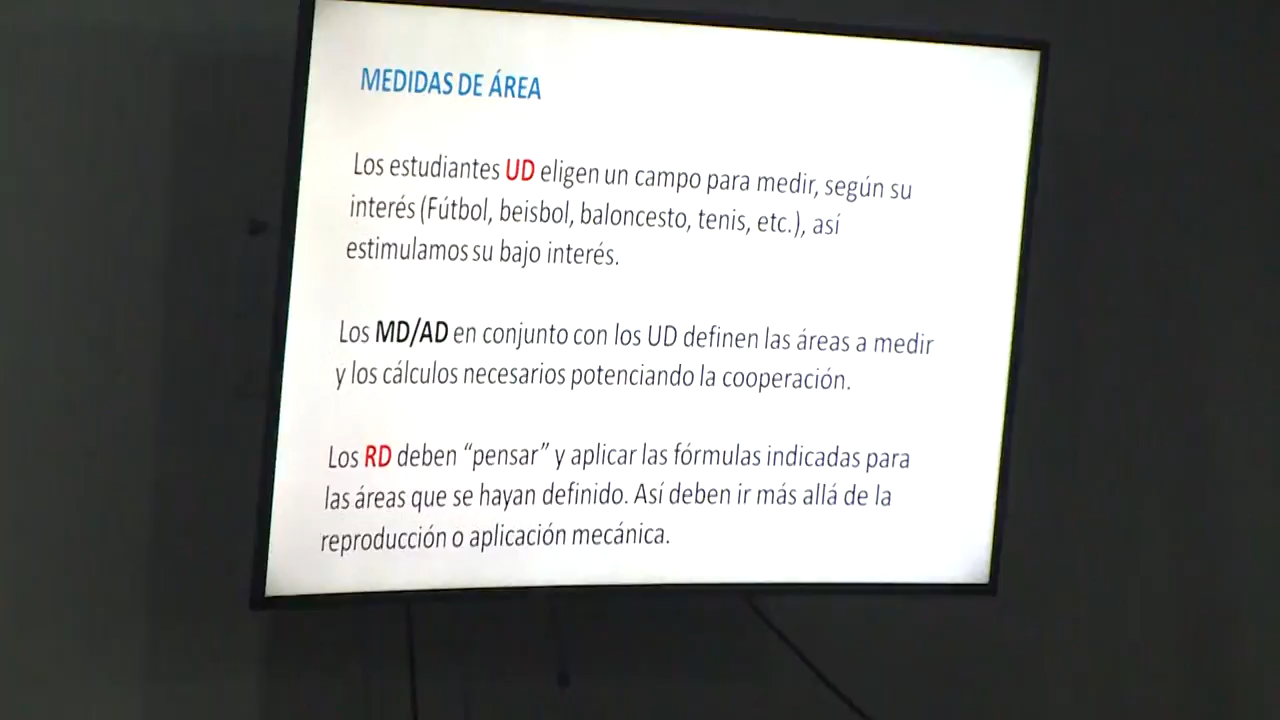 MEDIDAS DE ÁREA
Los estudiantes UD eligen un campo para medir, según su
interés (Fútbol, beisbol, baloncesto, tenis, etc.), así
estimulamos su bajo interés.
Los MD/AD en conjunto con los UD definen las áreas a medir
y los cálculos necesarios potenciando la cooperación.
Los RD deben “pensar” y aplicar las fórmulas indicadas para
las áreas que se hayan definido. Así deben ir más allá de la
reproducción o aplicación mecánica.